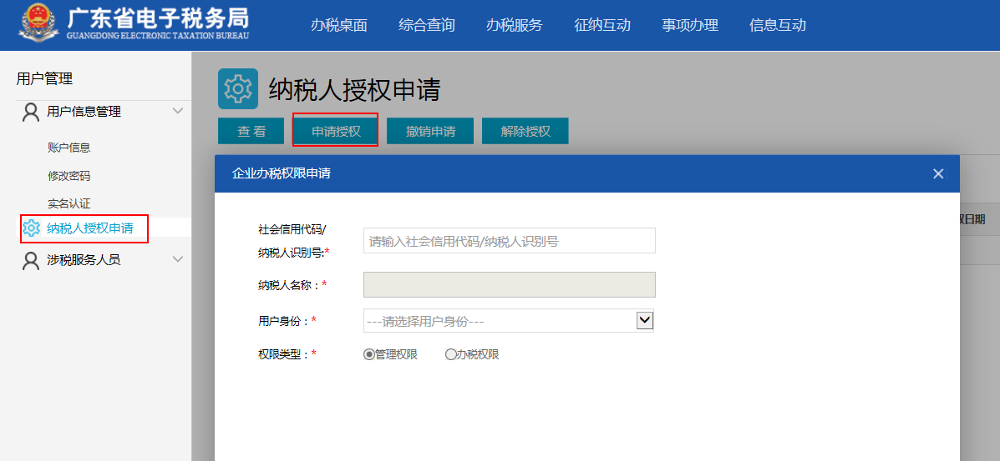 广东省电子税务局
GUANGDONG ELECTRONIC TAXATION BUREAU
办税桌面 综合查询 办税服务 征纳互动 事项办理 信息互动
用户管理
用户信息管理
账户信息
修改密码
实名认证
纳税人授权申请
涉税服务人员
纳税人授权申请
查 看 申请授权 撤销申请 解除授权
权日期
企业办税权限申请
社会信用代码/
纳税人识别号:*
请输入社会信用代码/纳税人识别号
纳税人名称：*
用户身份：* ---请选择用户身份---
权限类型：* 管理权限 办税权限